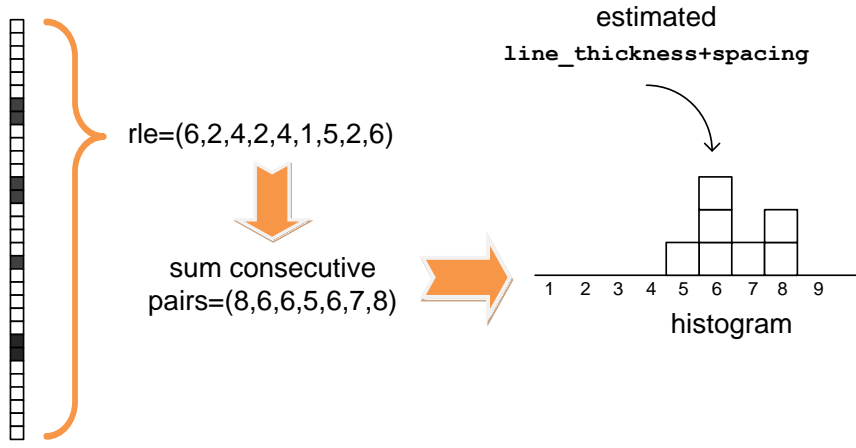 estimated
line_thickness+spacing
rle=(6,2,4,2,4,1,5,2,6)
sum consecutive
pairs=(8,6,6,5,6,7,8)
1 2 3 4 5 6 7 8 9
histogram